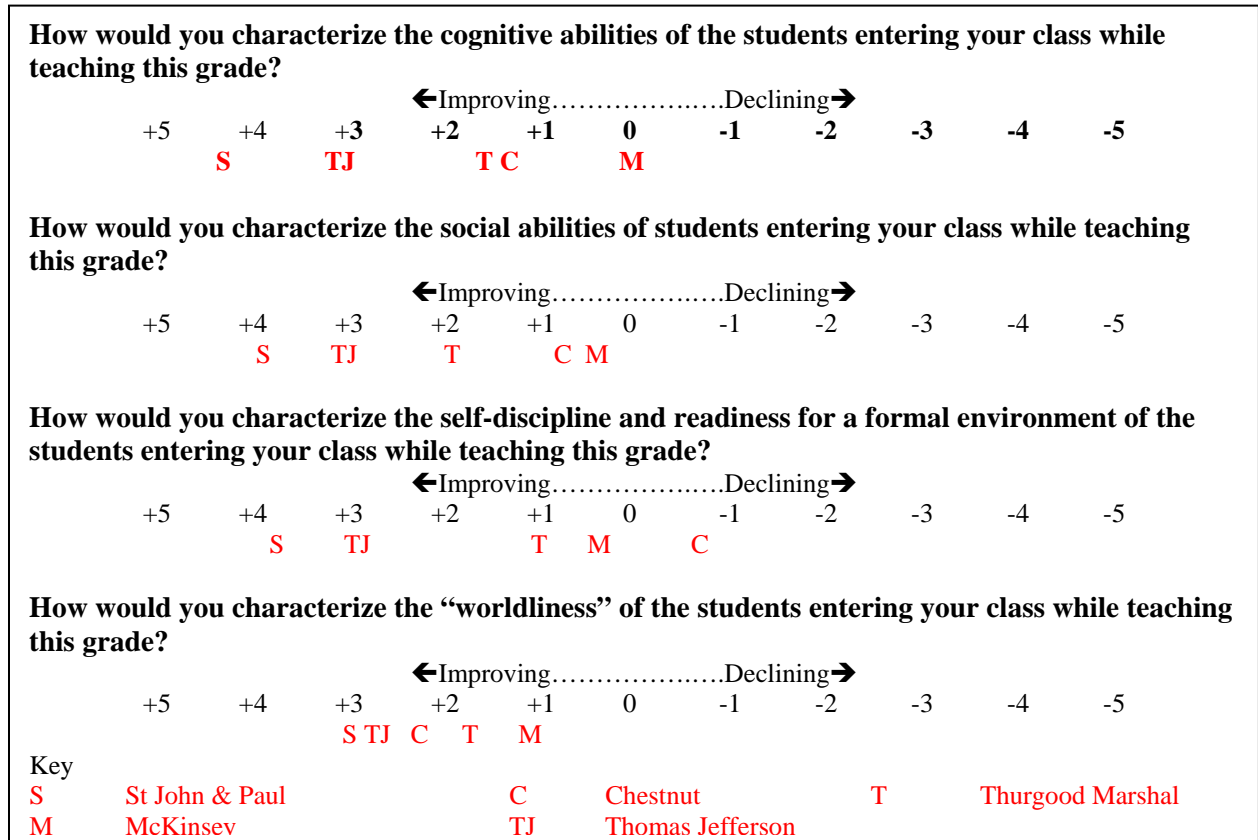 How would you characterize the cognitive abilities of the students entering your class while
teaching this grade?
←Improving……………..….Declining→
+5 +4 +3 +2 +1 0 -1 -2 -3 -4 -5
S TJ T C M
How would you characterize the social abilities of students entering your class while teaching
this grade?
←Improving……………..….Declining→
+5 +4 +3 +2 +1 0 -1 -2 -3 -4 -5
S TJ T C M
How would you characterize the self-discipline and readiness for a formal environment of the
students entering your class while teaching this grade?
←Improving……………..….Declining→
+5 +4 +3 +2 +1 0 -1 -2 -3 -4 -5
S TJ T M C
How would you characterize the “worldliness” of the students entering your class while teaching
this grade?
←Improving……………..….Declining→
+5 +4 +3 +2 +1 0 -1 -2 -3 -4 -5
S TJ C T M
Key
S St John & Paul C Chestnut T Thurgood Marshal
M McKinsey TJ Thomas Jefferson